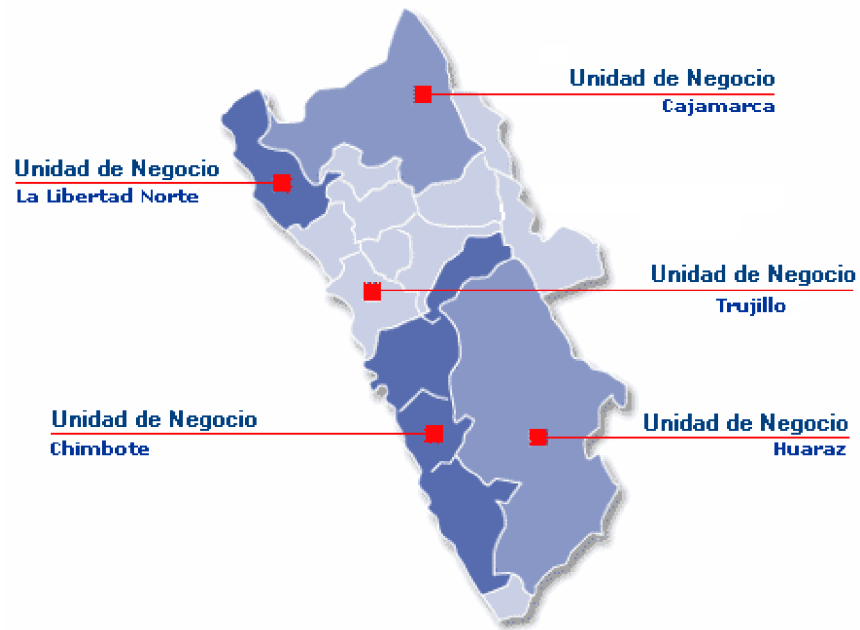 Unidad de Negocio
Cajamarca
Unidad de Negocio
La Libertad Norte
Unidad de Negocio
Trujillo
Unidad de Negocio
Chimbote
Unidad de Negocio
Huaraz